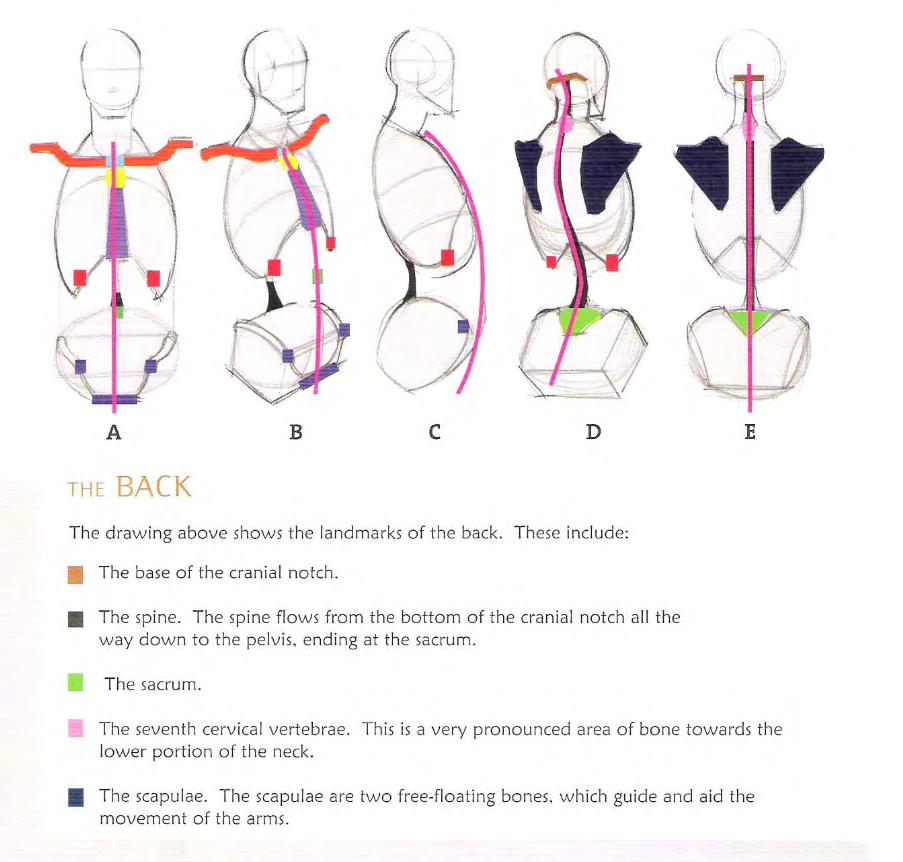 A B C D E
THE BACK
The drawing above shows the landmarks of the back. These include:
The base of the cranial notch.
The spine. The spine flows from the bottom of the cranial notch all the
way down to the pelvis, ending at the sacrum.
The sacrum.
The seventh cervical vertebrae. This is a very pronounced area of bone towards the
lower portion of the neck.
The scapulae. The scapulae are two free-floating bones, which guide and aid the
movement of the arms.